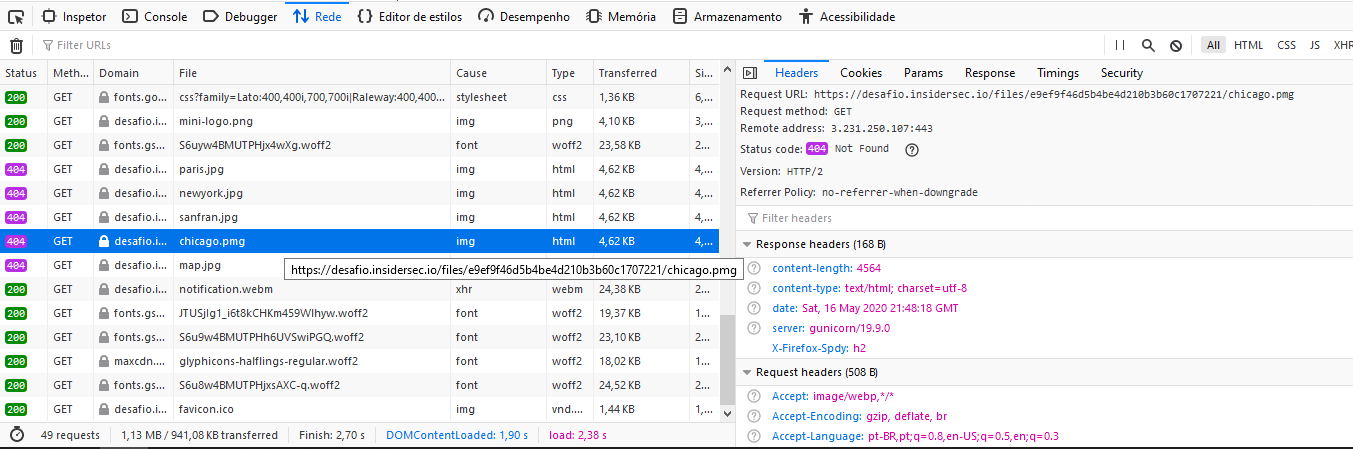 Inspetor Console Debugger Rede Editor de estilos Desempenho Memória Armazenamento Acessibilidade
Filter URLs All HTML CSS JS XHR
Status Meth... Domain File Cause Type Transferred Si...
200 GET fonts.go... css?family=Lato:400,400i,700,700i|Raleway:400,400... stylesheet css 1,36 KB 6,...
200 GET desafio.i... mini-logo.png img png 4,10 KB 3,...
200 GET fonts.gs... S6uyw4BMUTPHjx4wXg.woff2 font woff2 23,58 KB 2...
404 GET desafio.i... paris.jpg img html 4,62 KB 4,...
404 GET desafio.i... newyork.jpg img html 4,62 KB 4,...
404 GET desafio.i... sanfran.jpg img html 4,62 KB 4,...
404 GET desafio.i... chicago.pmg img html 4,62 KB 4,...
404 GET desafio.i... map.jpg
https://desafio.insidersec.io/files/e9ef9f46d5b4be4d210b3b60c1707221/chicago.pmg
200 GET desafio.i... notification.webm xhr webm 24,38 KB 2...
200 GET fonts.gs... JTUSjIg1_i6t8kCHKm459WIhyw.woff2 font woff2 19,37 KB 1...
200 GET fonts.gs... S6u9w4BMUTPHh6UVSwiPGQ.woff2 font woff2 23,10 KB 2...
200 GET maxcdn.... glyphicons-halflings-regular.woff2 font woff2 18,02 KB 1...
200 GET fonts.gs... S6u8w4BMUTPHjxsAXC-q.woff2 font woff2 24,52 KB 2...
200 GET desafio.i... favicon.ico img vnd.... 1,44 KB 1,...
49 requests 1,13 MB / 941,08 KB transferred Finish: 2,70 s DOMContentLoaded: 1,90 s load: 2,38 s
Headers Cookies Params Response Timings Security
Request URL: https://desafio.insidersec.io/files/e9ef9f46d5b4be4d210b3b60c1707221/chicago.pmg
Request method: GET
Remote address: 3.231.250.107:443
Status code: 404 Not Found ?
Version: HTTP/2
Referrer Policy: no-referrer-when-downgrade
Filter headers
Response headers (168 B)
? content-length: 4564
? content-type: text/html; charset=utf-8
? date: Sat, 16 May 2020 21:48:18 GMT
? server: gunicorn/19.9.0
X-Firefox-Spdy: h2
Request headers (508 B)
? Accept: image/webp,*/*
? Accept-Encoding: gzip, deflate, br
? Accept-Language: pt-BR,pt;q=0.8,en-US;q=0.5,en;q=0.3